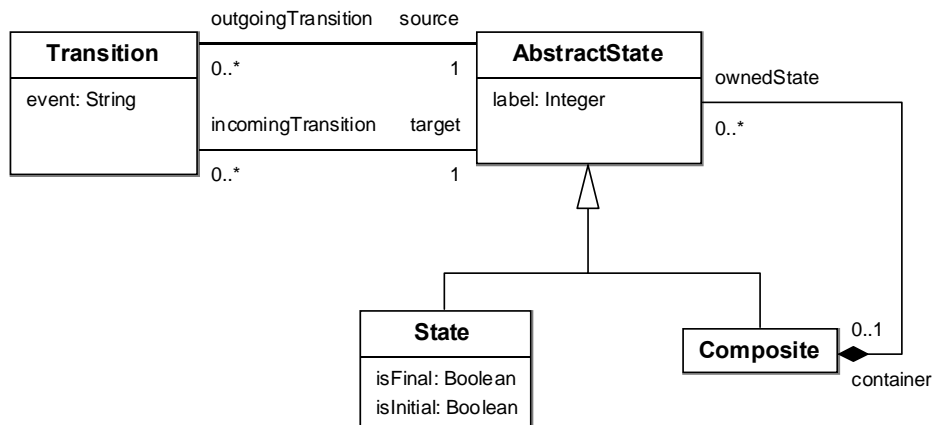 outgoingTransition source
Transition
AbstractState
0..* 1
ownedState
event: String
label: Integer
incomingTransition target
0..*
0..* 1
State
0..1
Composite
isFinal: Boolean
container
isInitial: Boolean